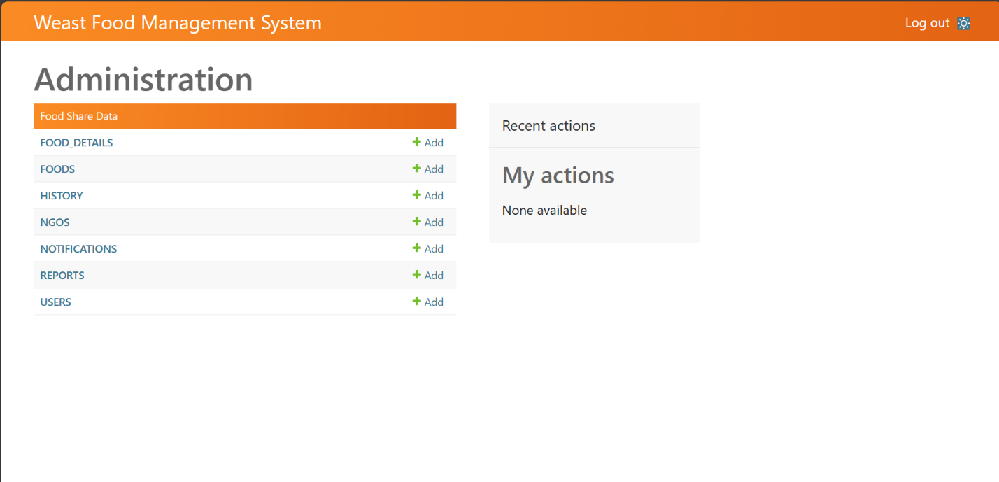 Weast Food Management System
Log out
Administration
Food Share Data
FOOD_DETAILS Add
FOODS Add
HISTORY Add
NGOS Add
NOTIFICATIONS Add
REPORTS Add
USERS Add
Recent actions
My actions
None available